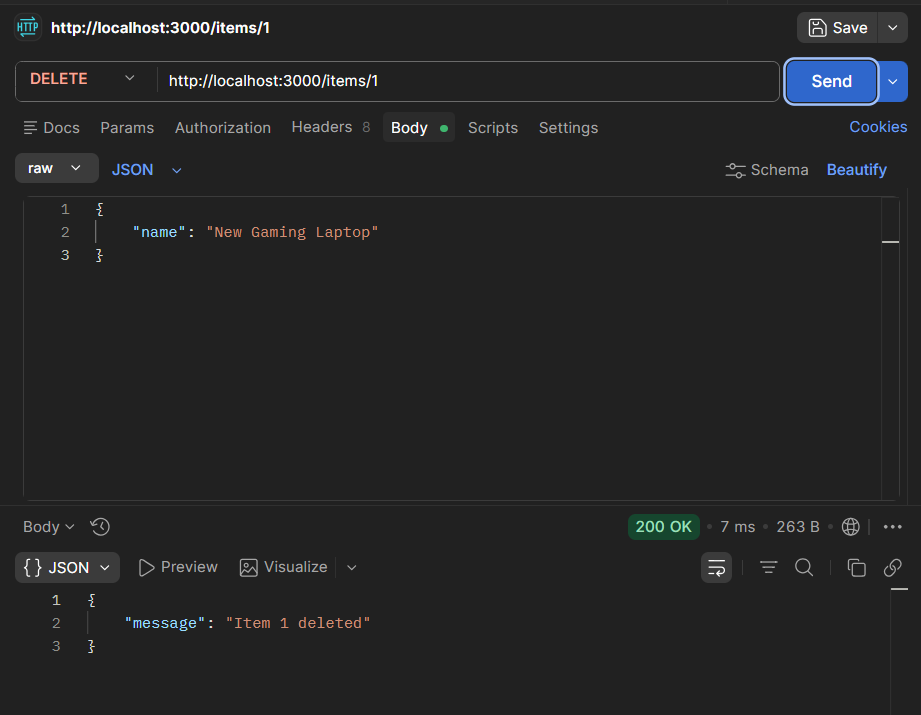 HTTP http://localhost:3000/items/1 Save
DELETE http://localhost:3000/items/1 Send
Docs Params Authorization Headers 8 Body Scripts Settings Cookies
raw JSON Schema Beautify
1 {
2 "name": "New Gaming Laptop"
3 }
Body 200 OK 7 ms 263 B
{} JSON Preview Visualize
1 {
2 "message": "Item 1 deleted"
3 }